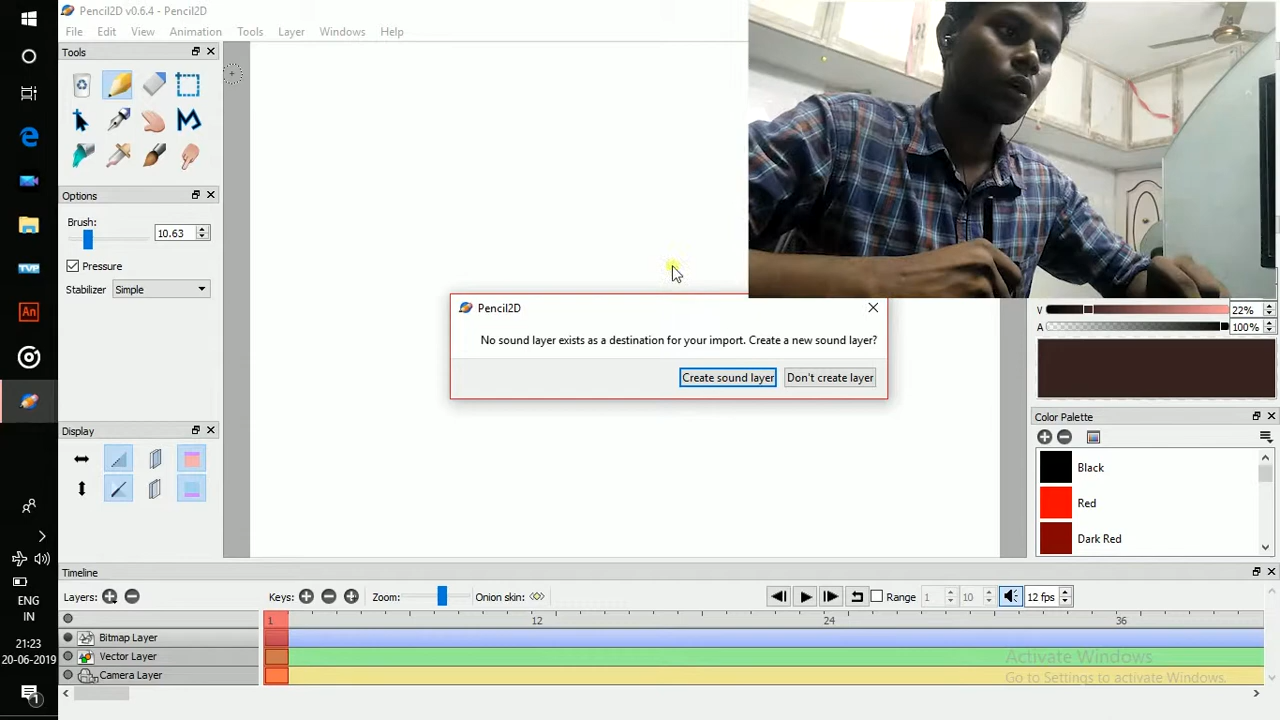 Pencil2D v0.6.4 - Pencil2D
File Edit View Animation Tools Layer Windows Help
Tools
Options
Brush:
10.63
Pressure
Stabilizer Simple
Display
TVP
An
ENG
IN
21:23
20-06-2019
1
Pencil2D
No sound layer exists as a destination for your import. Create a new sound layer?
Create sound layer Don't create layer
V 22%
A 100%
Color Palette
Black
Red
Dark Red
Timeline
Layers: Keys: Zoom: Onion skin: Range 1 10 12 fps
1 12 24 36
Bitmap Layer
Vector Layer
Camera Layer
Activate Windows
Go to Settings to activate Windows.